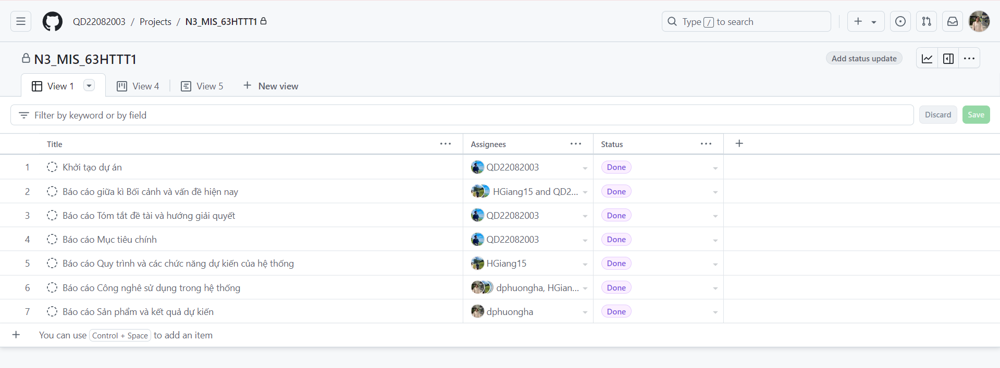 QD22082003 / Projects / N3_MIS_63HTTT1
Type / to search
N3_MIS_63HTTT1
Add status update
View 1 View 4 View 5 New view
Filter by keyword or by field
Discard Save
Title Assignees Status
1 Khởi tạo dự án QD22082003 Done
2 Báo cáo giữa kì Bối cảnh và vấn đề hiện nay HGiang15 and QD2... Done
3 Báo cáo Tóm tắt đề tài và hướng giải quyết QD22082003 Done
4 Báo cáo Mục tiêu chính QD22082003 Done
5 Báo cáo Quy trình và các chức năng dự kiến của hệ thống HGiang15 Done
6 Báo cáo Công nghê sử dụng trong hệ thống dphuongha, HGian... Done
7 Báo cáo Sản phẩm và kết quả dự kiến dphuongha Done
You can use Control + Space to add an item